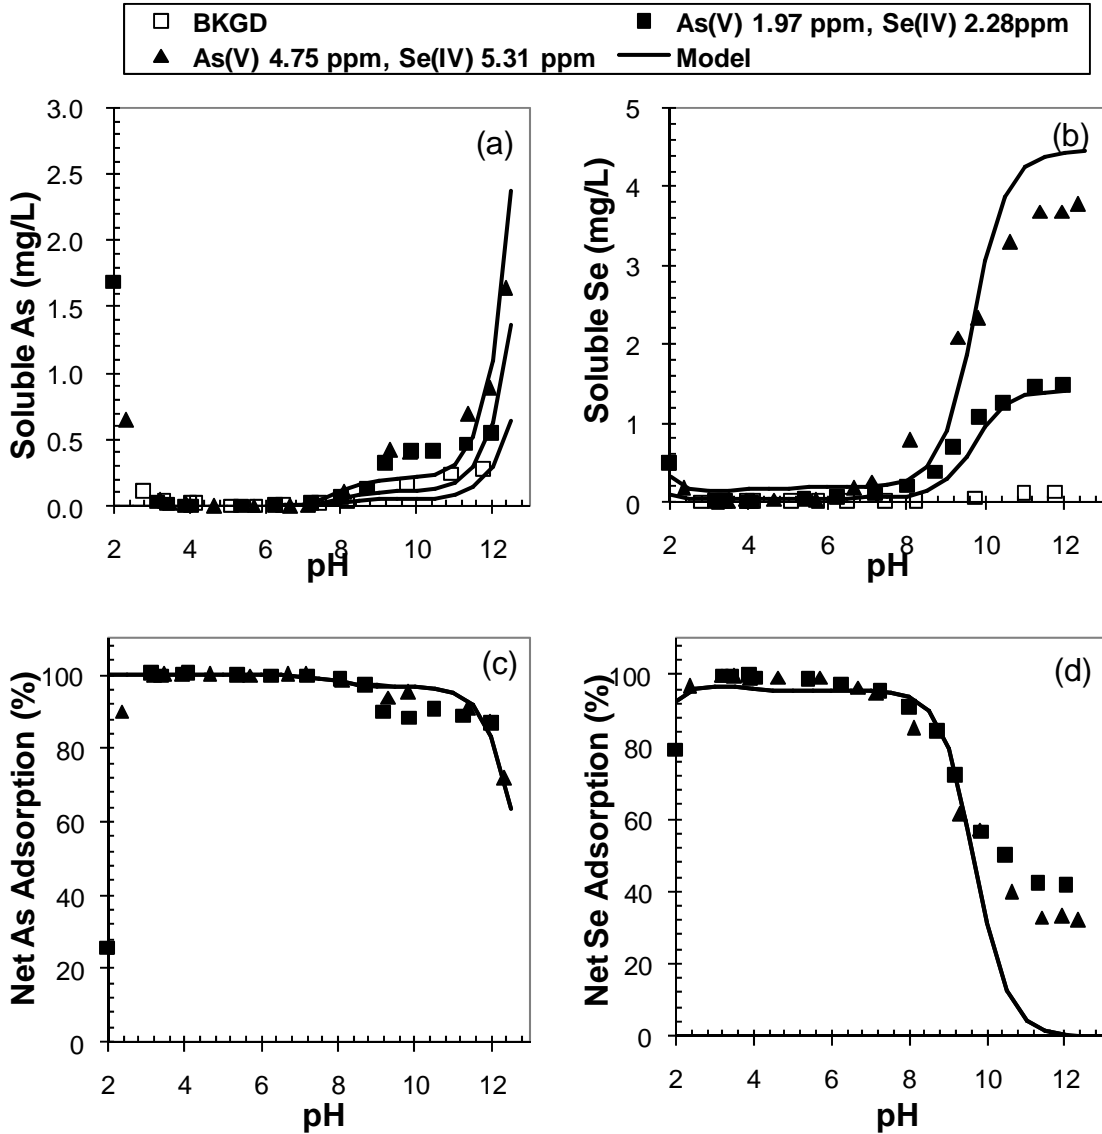 BKGD
As(V) 1.97 ppm, Se(IV) 2.28ppm
As(V) 4.75 ppm, Se(IV) 5.31 ppm
Model
3.0
2.5
2.0
1.5
1.0
0.5
0.0
2 4 6 8 10 12
pH
Soluble As (mg/L)
(a)
5
4
3
2
1
0
2 4 6 8 10 12
pH
Soluble Se (mg/L)
(b)
100
80
60
40
20
0
2 4 6 8 10 12
pH
Net As Adsorption (%)
(c)
100
80
60
40
20
0
2 4 6 8 10 12
pH
Net Se Adsorption (%)
(d)